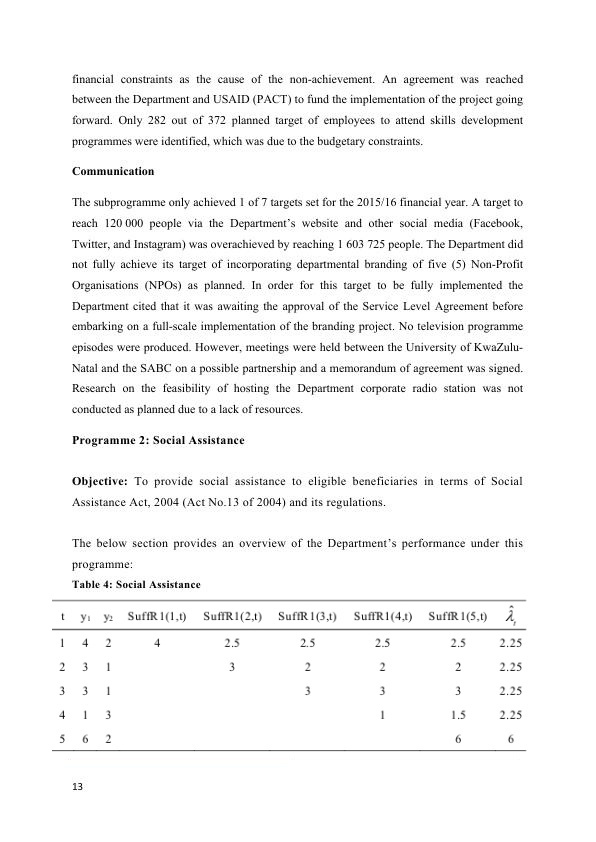 financial constraints as the cause of the non-achievement. An agreement was reached
between the Department and USAID (PACT) to fund the implementation of the project going
forward. Only 282 out of 372 planned target of employees to attend skills development
programmes were identified, which was due to the budgetary constraints.
Communication
The subprogramme only achieved 1 of 7 targets set for the 2015/16 financial year. A target to
reach 120 000 people via the Department's website and other social media (Facebook,
Twitter, and Instagram) was overachieved by reaching 1 603 725 people. The Department did
not fully achieve its target of incorporating departmental branding of five (5) Non-Profit
Organisations (NPOs) as planned. In order for this target to be fully implemented the
Department cited that it was awaiting the approval of the Service Level Agreement before
embarking on a full-scale implementation of the branding project. No television programme
episodes were produced. However, meetings were held between the University of KwaZulu-
Natal and the SABC on a possible partnership and a memorandum of agreement was signed.
Research on the feasibility of hosting the Department corporate radio station was not
conducted as planned due to a lack of resources.
Programme 2: Social Assistance
Objective: To provide social assistance to eligible beneficiaries in terms of Social
Assistance Act, 2004 (Act No.13 of 2004) and its regulations.
The below section provides an overview of the Department's performance under this
programme:
Table 4: Social Assistance
t y₁ y₂ SuffR1(1,t) SuffR1(2,t) SuffR1(3,t) SuffR1(4,t) SuffR1(5,t) λ̂ₜ
1 4 2 4 2.5 2.5 2.5 2.5 2.25
2 3 1 3 2 2 2 2.25
3 3 1 3 3 3 2.25
4 1 3 1 1.5 2.25
5 6 2 6 6
13